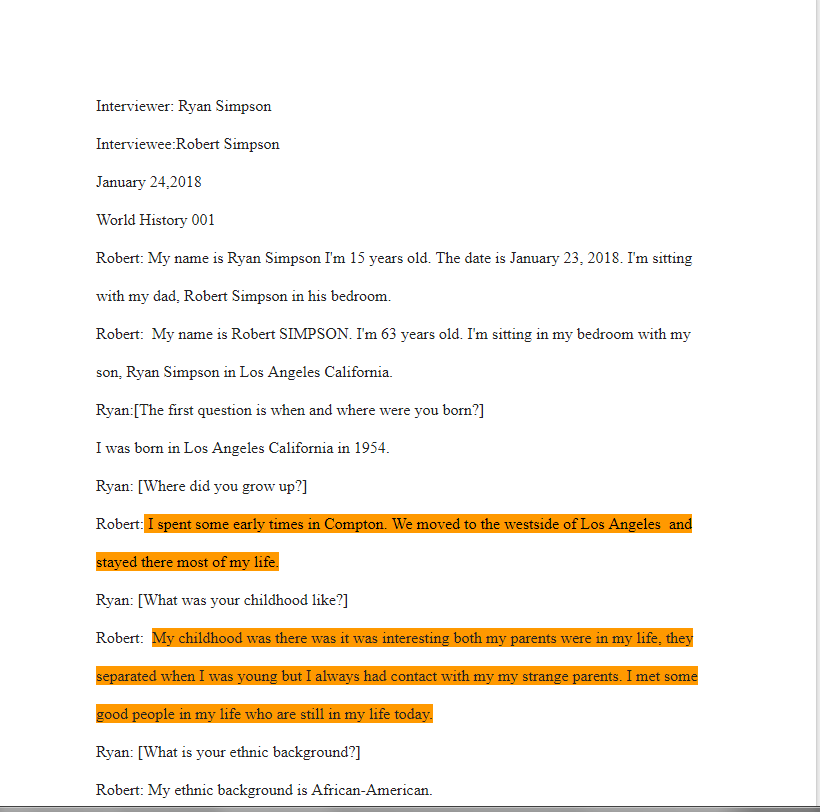 Interviewer: Ryan Simpson
Interviewee:Robert Simpson
January 24,2018
World History 001
Robert: My name is Ryan Simpson I'm 15 years old. The date is January 23, 2018. I'm sitting
with my dad, Robert Simpson in his bedroom.
Robert:  My name is Robert SIMPSON. I'm 63 years old. I'm sitting in my bedroom with my
son, Ryan Simpson in Los Angeles California.
Ryan:[The first question is when and where were you born?]
I was born in Los Angeles California in 1954.
Ryan: [Where did you grow up?]
Robert: I spent some early times in Compton. We moved to the westside of Los Angeles  and
stayed there most of my life.
Ryan: [What was your childhood like?]
Robert:  My childhood was there was it was interesting both my parents were in my life, they
separated when I was young but I always had contact with my my strange parents. I met some
good people in my life who are still in my life today.
Ryan: [What is your ethnic background?]
Robert: My ethnic background is African-American.